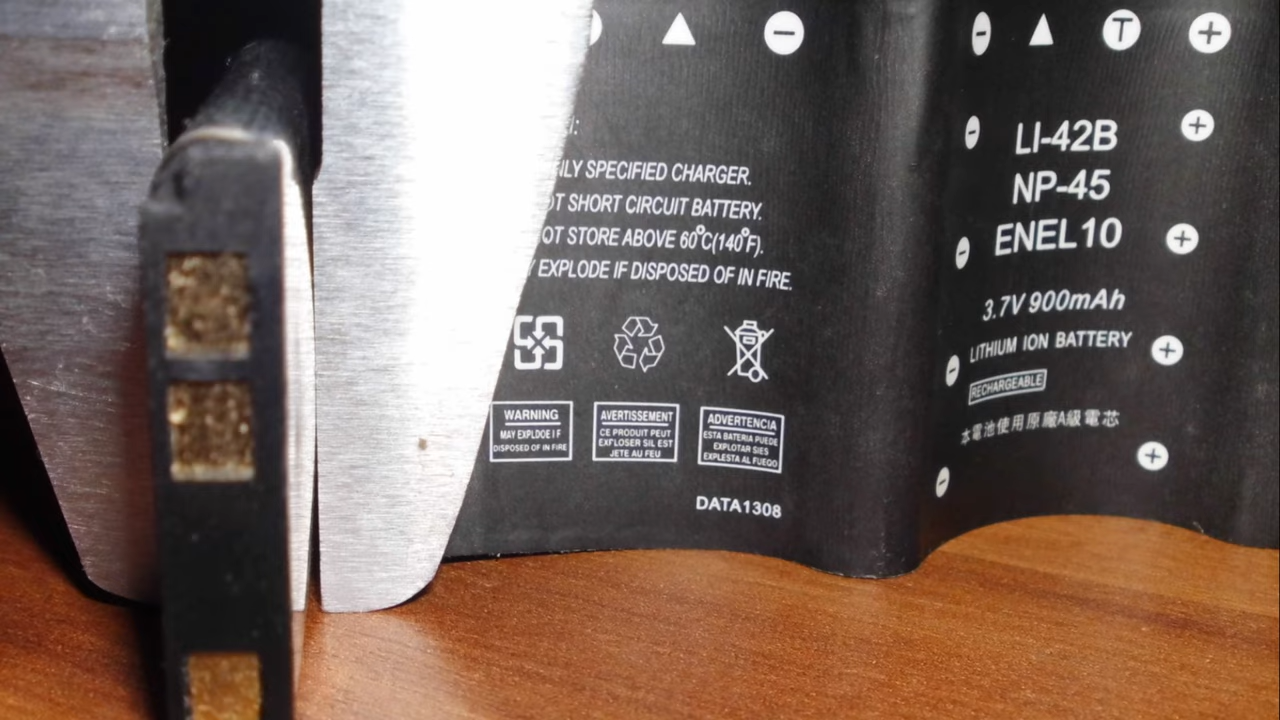 SPECIFIED CHARGER.
SHORT CIRCUIT BATTERY.
STORE ABOVE 60°C(140°F).
EXPLODE IF DISPOSED OF IN FIRE.
WARNING
MAY EXPLDOE IF
DISPOSED OF IN FIRE
AVERTISSEMENT
CE PRODUIT PEUT
EXFLOSER SIL EST
JETE AU FEU
ADVERTENCIA
ESTA BATERIA PUEDE
EXPLOTAR SIES
EXPLESTA AL FUEGO
DATA1308
T
LI-42B
NP-45
ENEL10
3.7V 900mAh
LITHIUM ION BATTERY
RECHARGEABLE
本電池使用原廠A級電芯